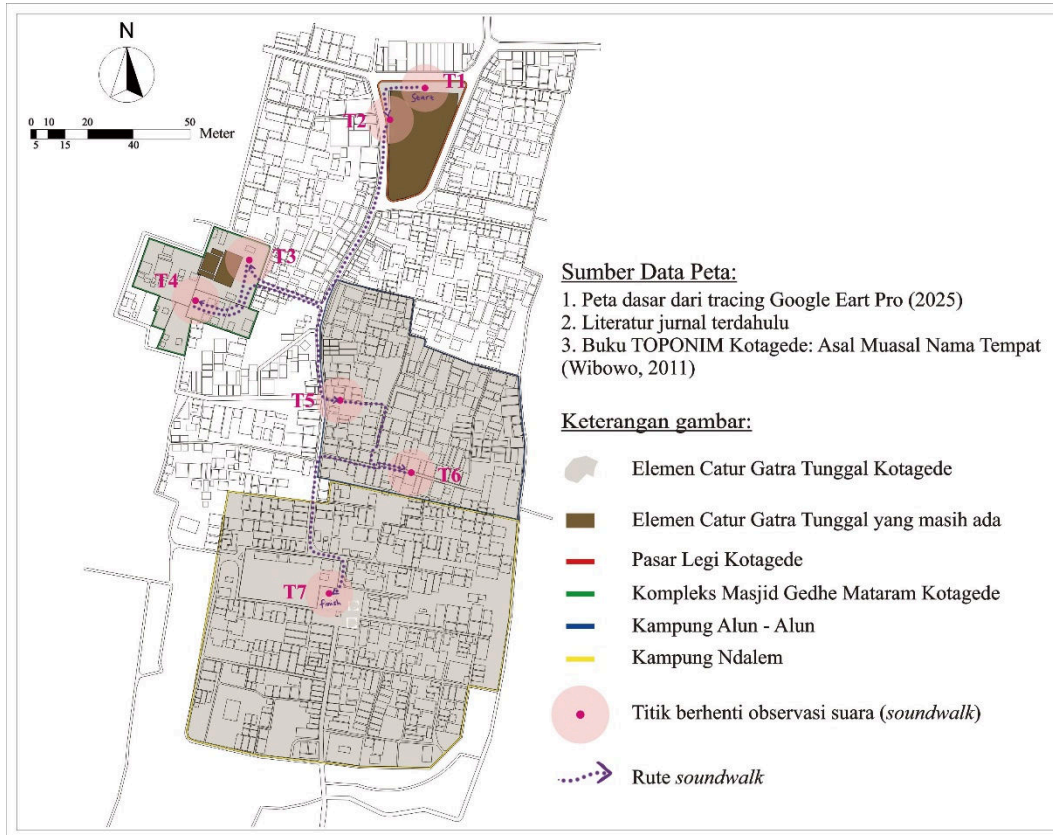 N
0 10 20 50
Meter
5 15 40
T1
Start
T2
T3
T4
T5
T6
T7
Finish
Sumber Data Peta:
1. Peta dasar dari tracing Google Eart Pro (2025)
2. Literatur jurnal terdahulu
3. Buku TOPONIM Kotagede: Asal Muasal Nama Tempat
(Wibowo, 2011)
Keterangan gambar:
Elemen Catur Gatra Tunggal Kotagede
Elemen Catur Gatra Tunggal yang masih ada
Pasar Legi Kotagede
Kompleks Masjid Gedhe Mataram Kotagede
Kampung Alun - Alun
Kampung Ndalem
Titik berhenti observasi suara (soundwalk)
Rute soundwalk